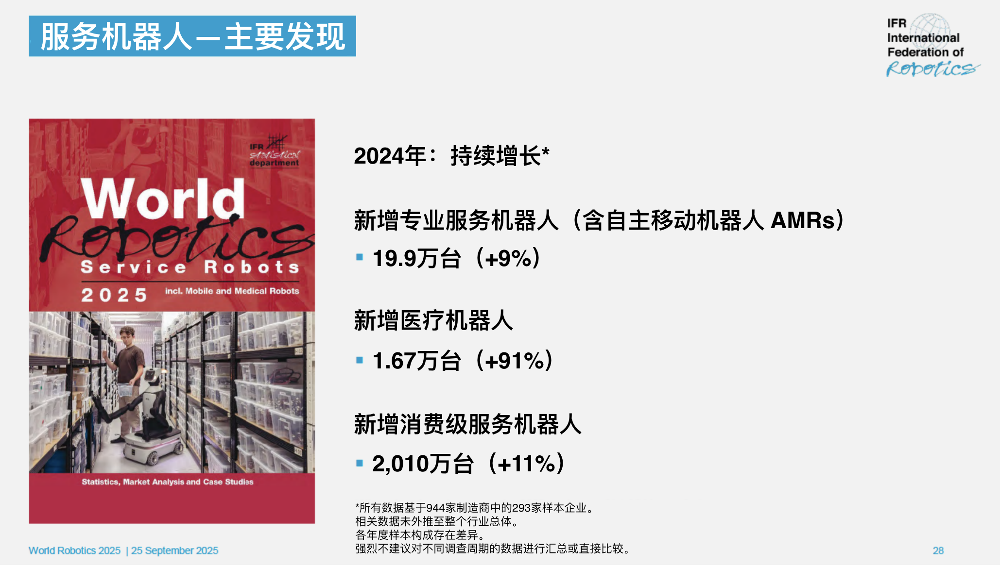 服务机器人—主要发现
IFR
International
Federation of
Robotics
IFR
statistical
department
World
Robotics
Service Robots
2025 incl. Mobile and Medical Robots
Statistics, Market Analysis and Case Studies
2024年：持续增长*
新增专业服务机器人（含自主移动机器人 AMRs）
▪ 19.9万台（+9%）
新增医疗机器人
▪ 1.67万台（+91%）
新增消费级服务机器人
▪ 2,010万台（+11%）
*所有数据基于944家制造商中的293家样本企业。
相关数据未外推至整个行业总体。
各年度样本构成存在差异。
强烈不建议对不同调查周期的数据进行汇总或直接比较。
World Robotics 2025 | 25 September 2025
28